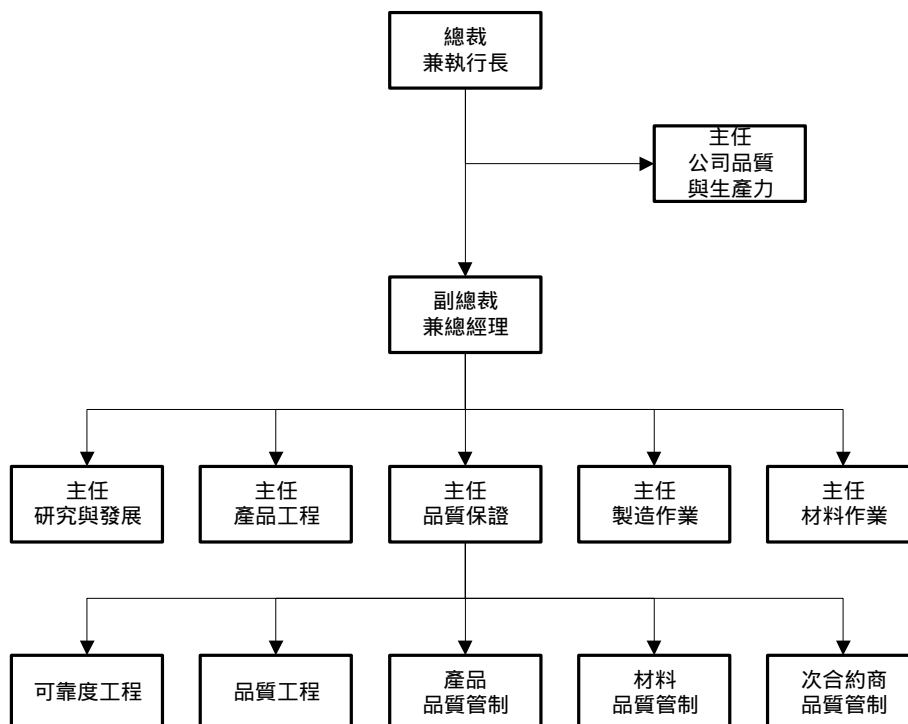 總裁
兼執行長
主任
公司品質
與生產力
副總裁
兼總經理
主任
研究與發展
主任
產品工程
主任
品質保證
主任
製造作業
主任
材料作業
可靠度工程
品質工程
產品
品質管制
材料
品質管制
次合約商
品質管制